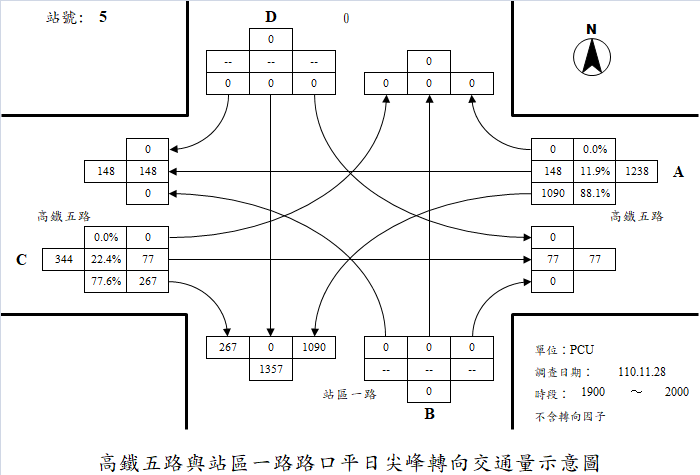 站號: 5
D
0
N
0
-- -- --
0 0 0
0
0 0 0
0
148 148
0
高鐵五路
0 0.0%
148 11.9% 1238
1090 88.1%
A
高鐵五路
C
0.0% 0
344 22.4% 77
77.6% 267
0
77 77
0
267 0 1090
1357
站區一路
0 0 0
-- -- --
0
B
單位:PCU
調查日期: 110.11.28
時段: 1900 ~ 2000
不含轉向因子
高鐵五路與站區一路路口平日尖峰轉向交通量示意圖